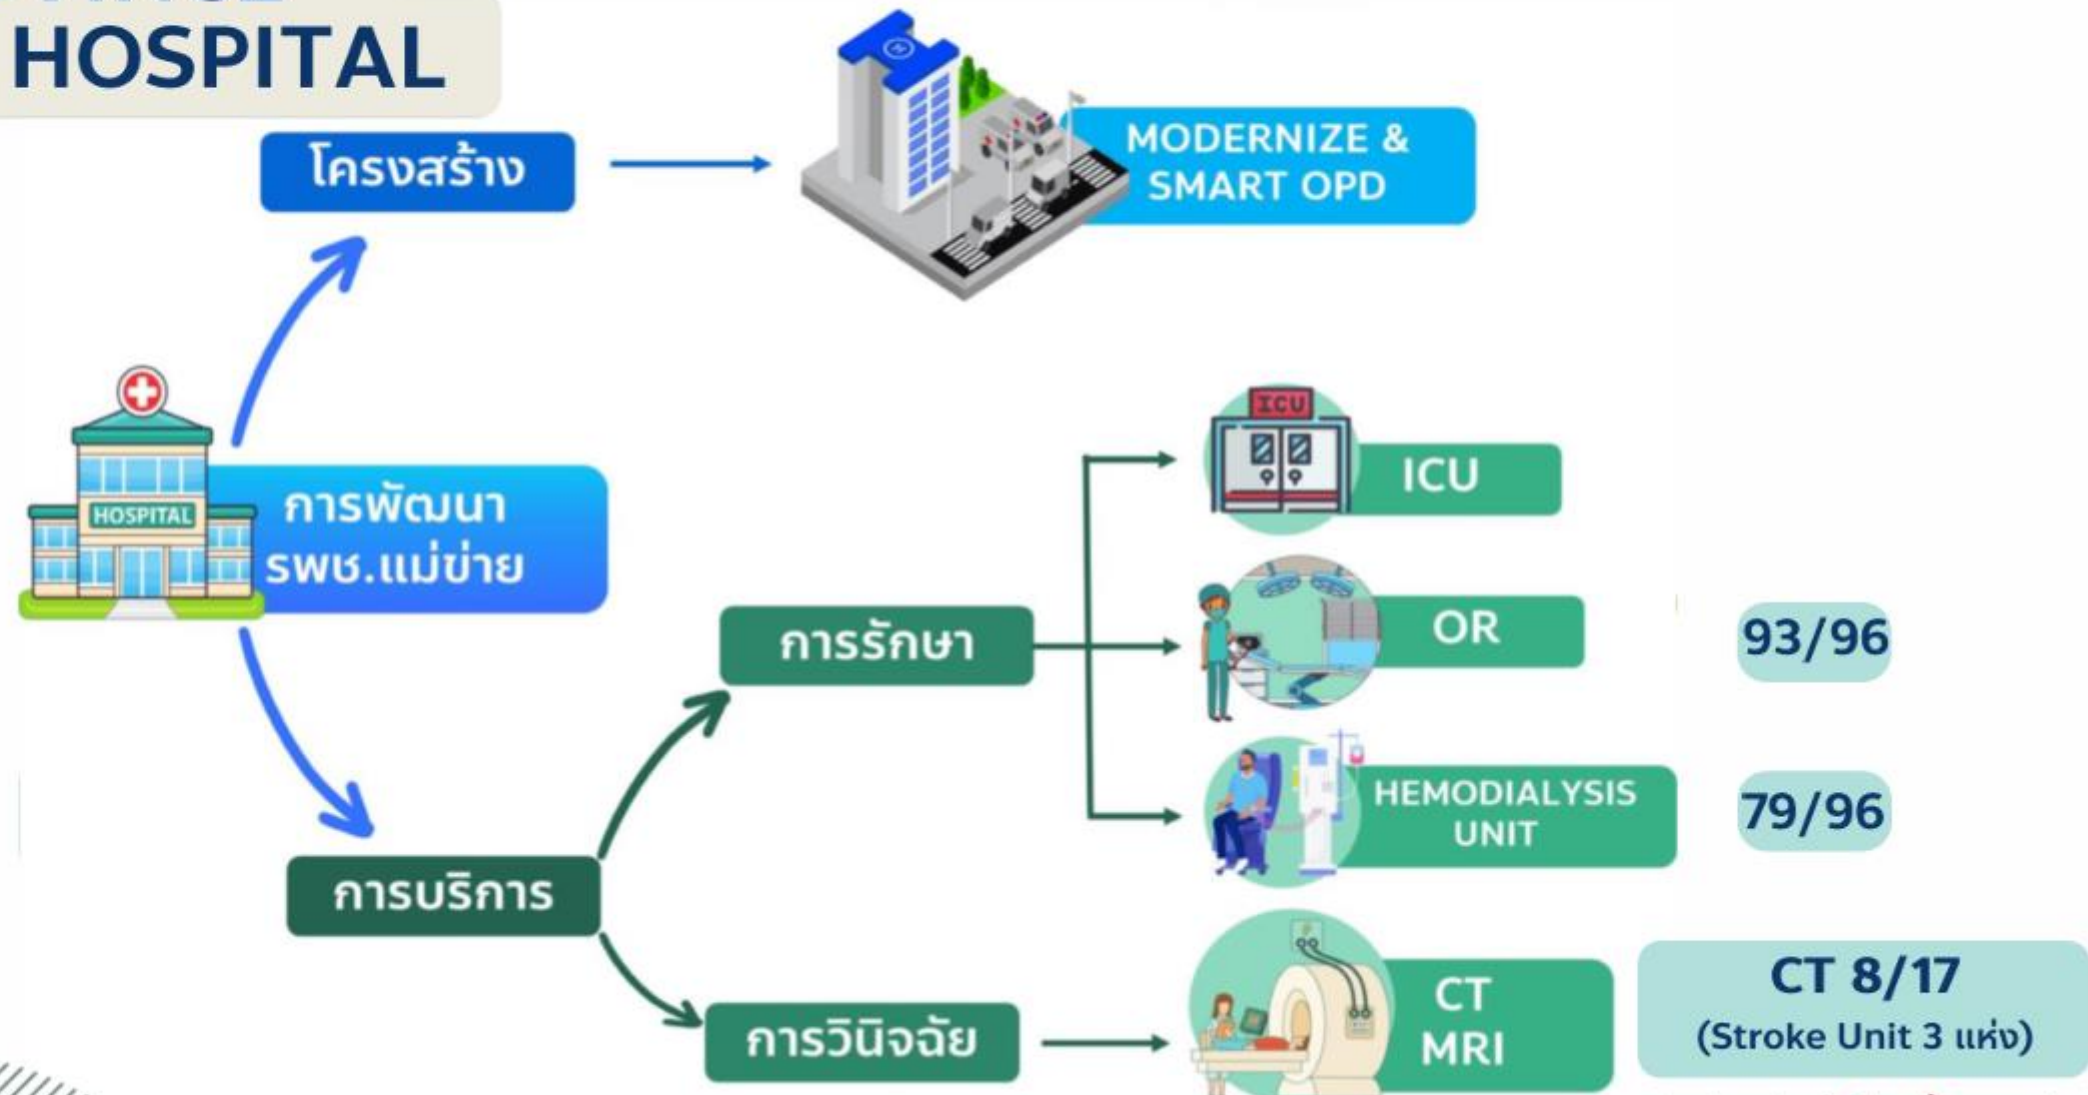 HOSPITAL
โครงสร้าง
MODERNIZE &
SMART OPD
HOSPITAL
การพัฒนา
รพช.แม่ข่าย
ICU
ICU
การรักษา
OR
93/96
HEMODIALYSIS
UNIT
79/96
การบริการ
การวินิจฉัย
CT
MRI
CT 8/17
(Stroke Unit 3 แห่ง)